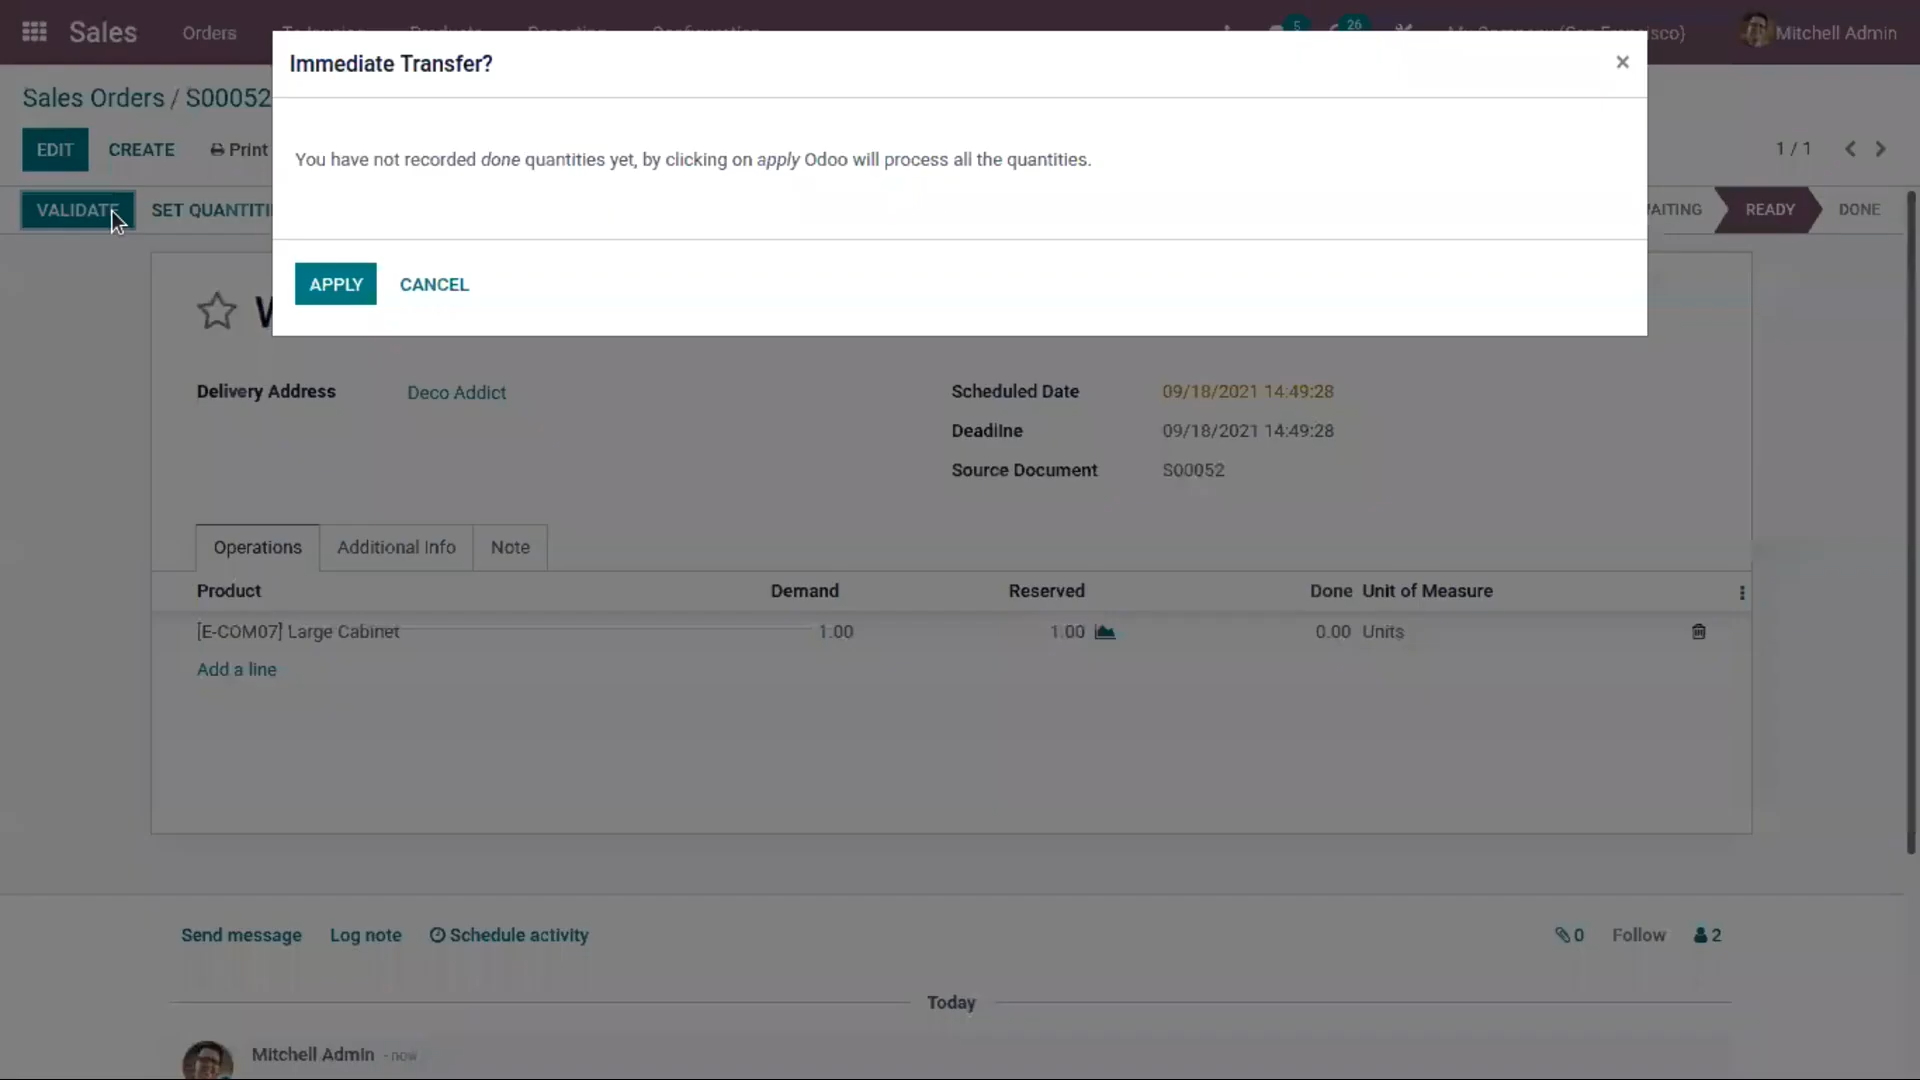 Sales Orders 5 26 Mitchell Admin
Immediate Transfer? ×
Sales Orders / S00052
EDIT CREATE Print 1 / 1
You have not recorded done quantities yet, by clicking on apply Odoo will process all the quantities.
VALIDATE READY DONE
APPLY CANCEL
Delivery Address Deco Addict Scheduled Date 09/18/2021 14:49:28
Deadline 09/18/2021 14:49:28
Source Document S00052
Operations Additional Info Note
Product Demand Reserved Done Unit of Measure
[E-COM07] Large Cabinet 1.00 1.00 0.00 Units
Add a line
Send message Log note Schedule activity 0 Follow 2
Today
Mitchell Admin - now